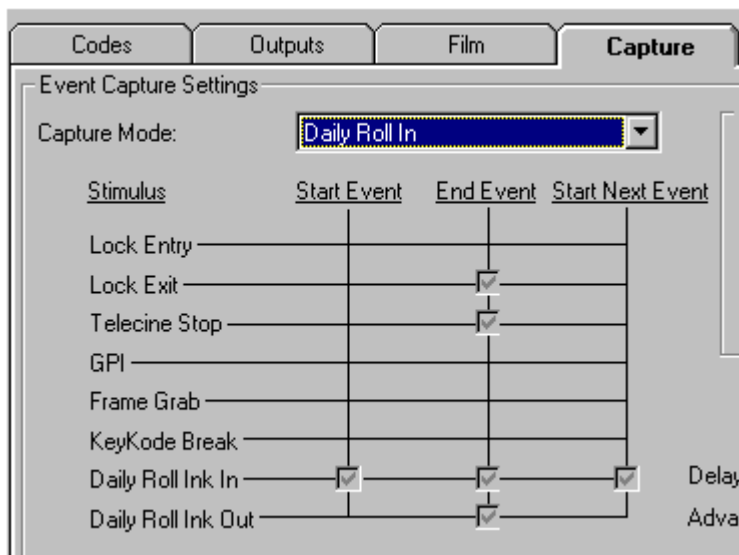 Codes Outputs Film Capture
Event Capture Settings
Capture Mode: Daily Roll In
Stimulus Start Event End Event Start Next Event
Lock Entry
Lock Exit
Telecine Stop
GPI
Frame Grab
KeyKode Break
Daily Roll Ink In Delay
Daily Roll Ink Out Adva